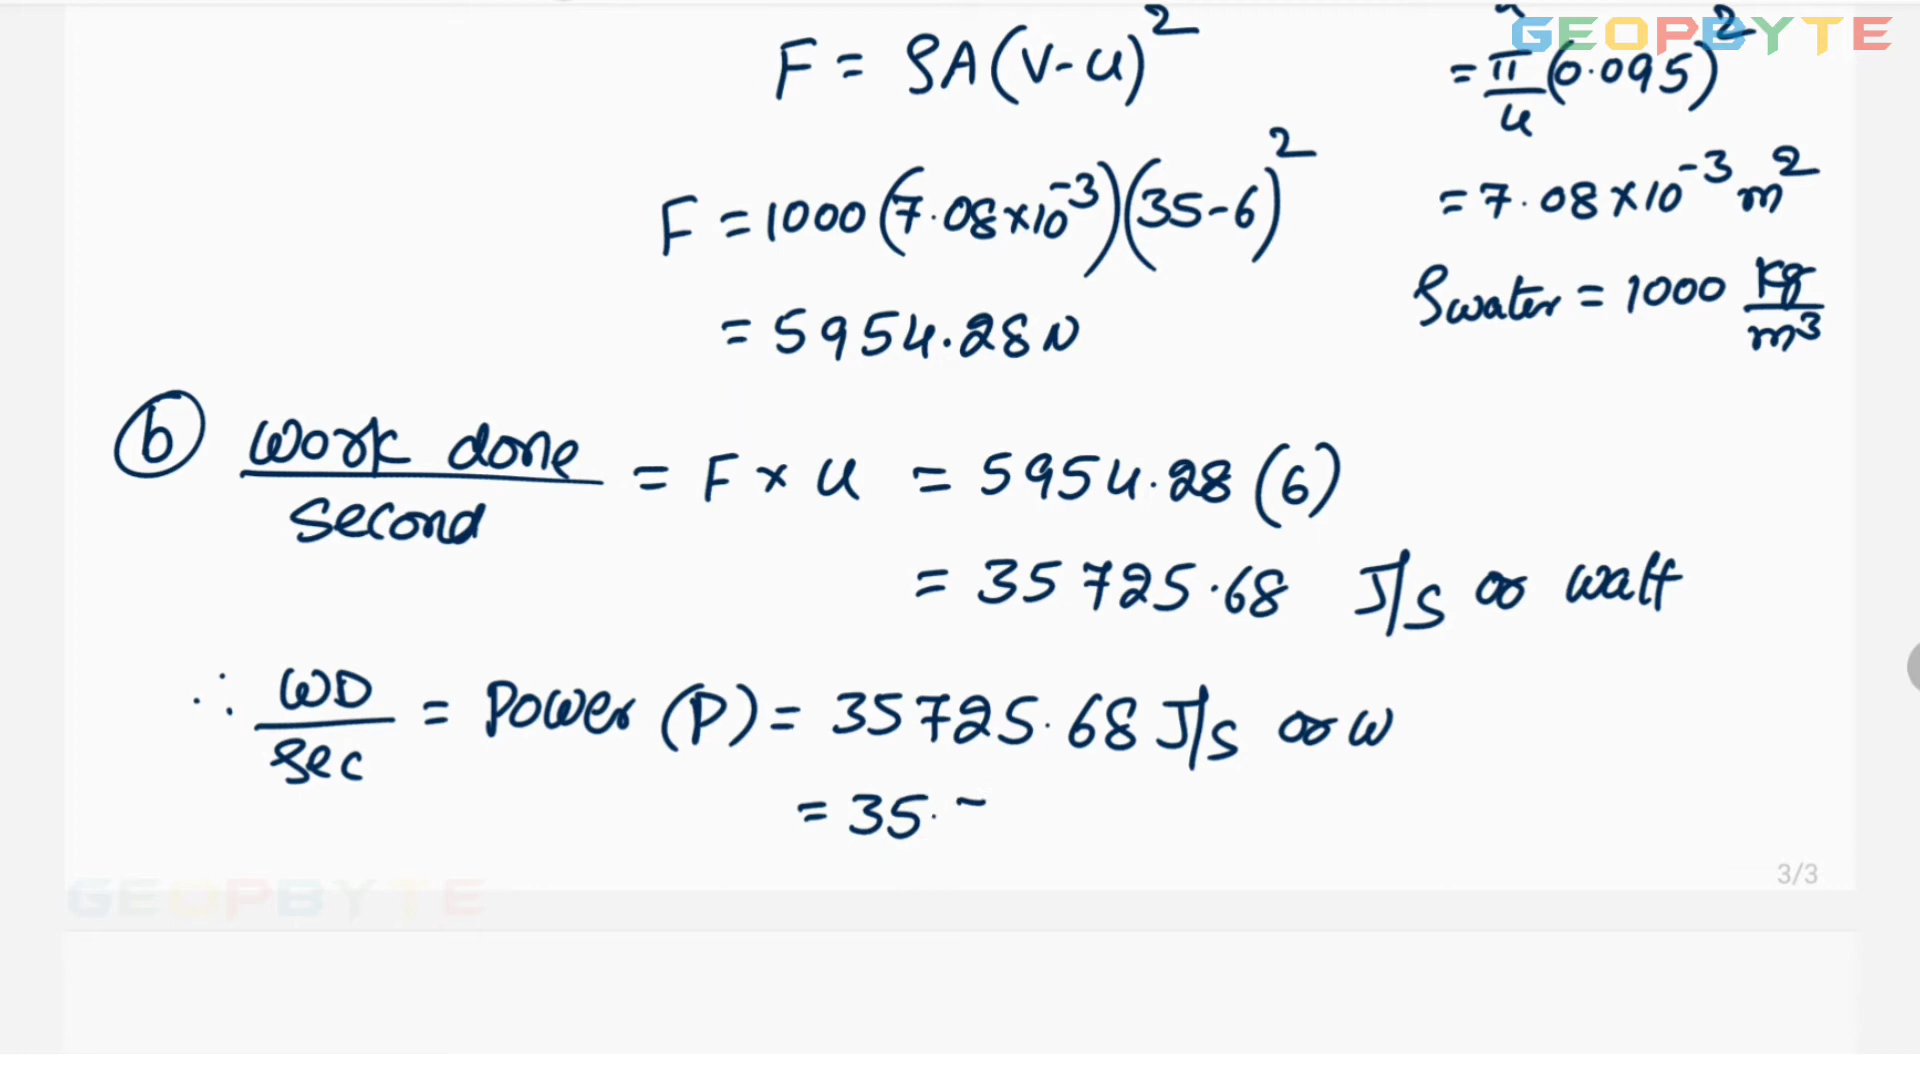 GEOPBYTE
F = ρA(V-u)²
= π/4 (0.095)²
F = 1000 (7.08×10⁻³)(35-6)²
= 7.08×10⁻³ m²
= 5954.28 N
ρwater = 1000 kg/m³
(b) work done/second = F × u = 5954.28 (6)
= 35725.68 J/s or watt
∴ WD/sec = Power (P) = 35725.68 J/s or W
= 35.
3/3
GEOPBYTE